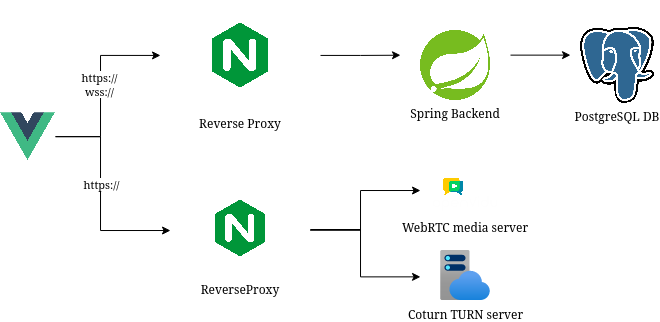 https://
wss://
Reverse Proxy
Spring Backend
PostgreSQL DB
https://
ReverseProxy
WebRTC media server
Coturn TURN server